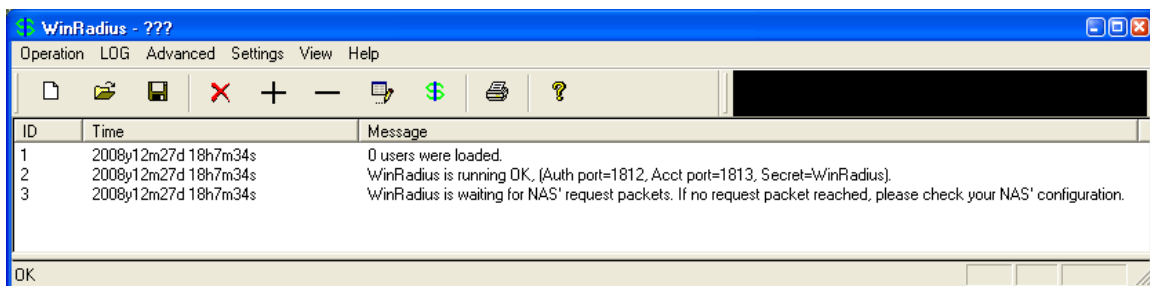 WinRadius - ???
Operation LOG Advanced Settings View Help
ID Time Message
1 2008y12m27d 18h7m34s 0 users were loaded.
2 2008y12m27d 18h7m34s WinRadius is running OK, (Auth port=1812, Acct port=1813, Secret=WinRadius).
3 2008y12m27d 18h7m34s WinRadius is waiting for NAS' request packets. If no request packet reached, please check your NAS' configuration.
OK